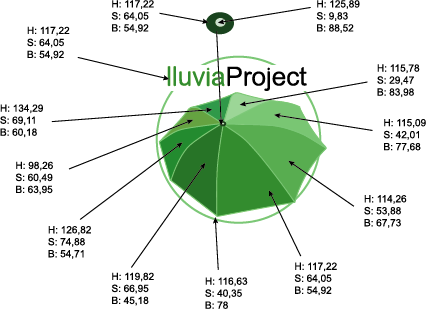 H: 117,22
S: 64,05
B: 54,92
H: 125,89
S: 9,83
B: 88,52
H: 117,22
S: 64,05
B: 54,92
lluviaProject
H: 115,78
S: 29,47
B: 83,98
H: 134,29
S: 69,11
B: 60,18
H: 115,09
S: 42,01
B: 77,68
H: 98,26
S: 60,49
B: 63,95
H: 114,26
S: 53,88
B: 67,73
H: 126,82
S: 74,88
B: 54,71
H: 119,82
S: 66,95
B: 45,18
H: 116,63
S: 40,35
B: 78
H: 117,22
S: 64,05
B: 54,92